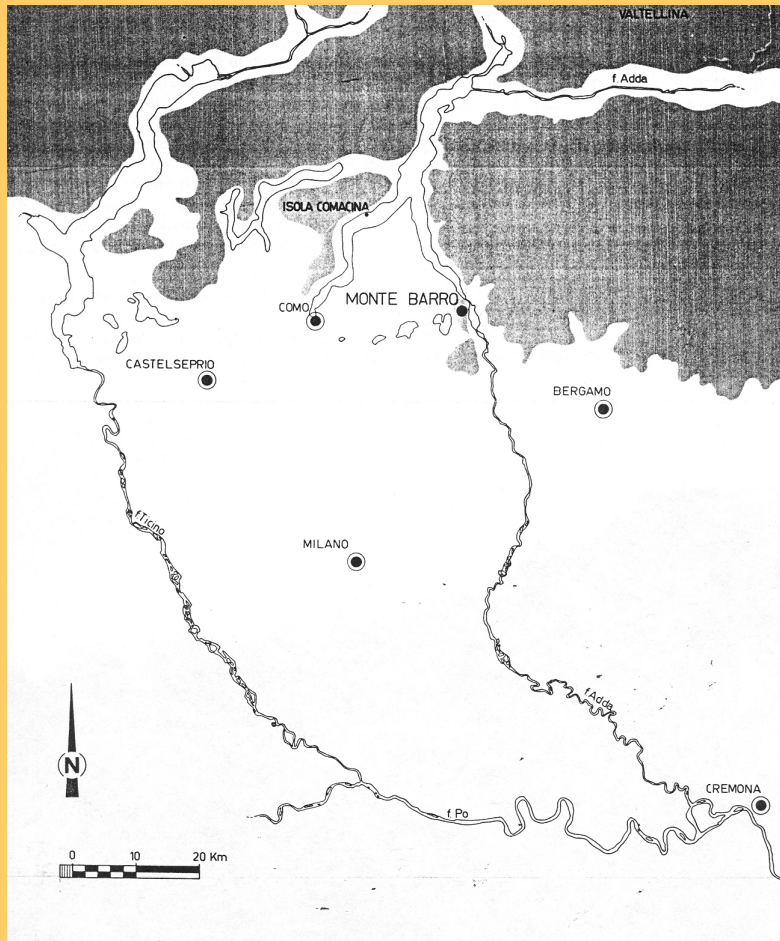 VALTELLINA
f. Adda
ISOLA COMACINA
COMO
MONTE BARRO
CASTELSEPRIO
BERGAMO
f.Ticino
MILANO
f.Adda
N
CREMONA
f. Po
0 10 20 Km